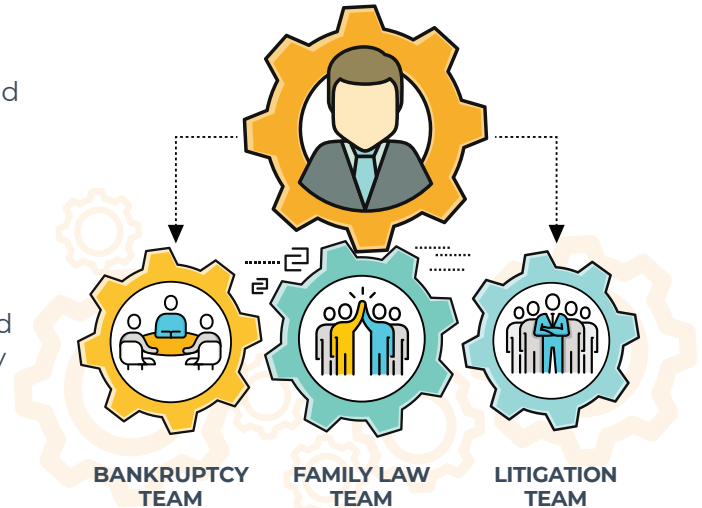 d
d
y
BANKRUPTCY
TEAM
FAMILY LAW
TEAM
LITIGATION
TEAM